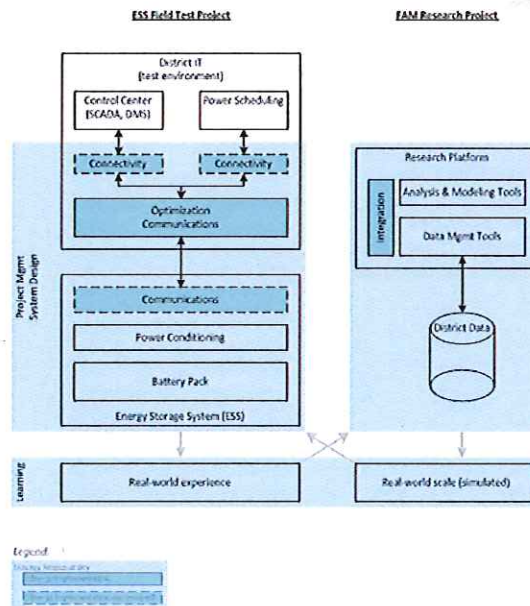 ESS Field Test Project
EAM Research Project
District IT
(test environment)
Control Center
(SCADA, DMS)
Power Scheduling
Connectivity
Connectivity
Optimization
Communications
Research Platform
Integration
Analysis & Modeling Tools
Data Mgmt Tools
District Data
Project Mgmt
System Design
Communications
Power Conditioning
Battery Pack
Energy Storage System (ESS)
Learning
Real-world experience
Real-world scale (simulated)
Legend: